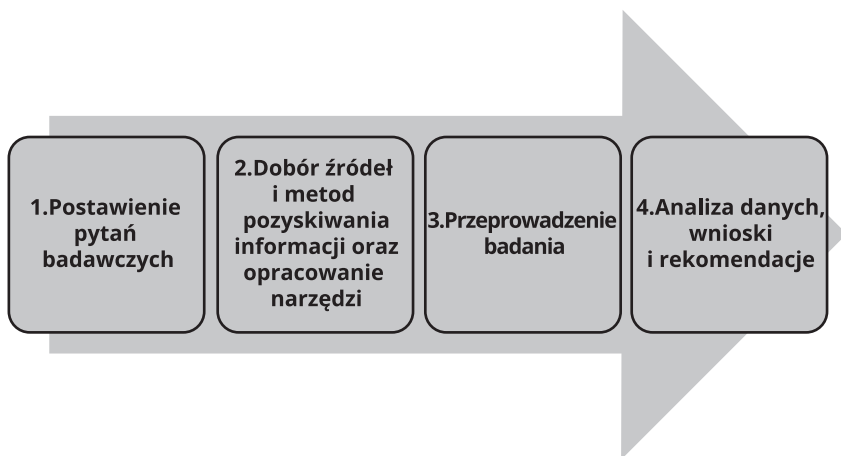 1.Postawienie
pytań
badawczych
2.Dobór źródeł
i metod
pozyskiwania
informacji oraz
opracowanie
narzędzi
3.Przeprowadzenie
badania
4.Analiza danych,
wnioski
i rekomendacje